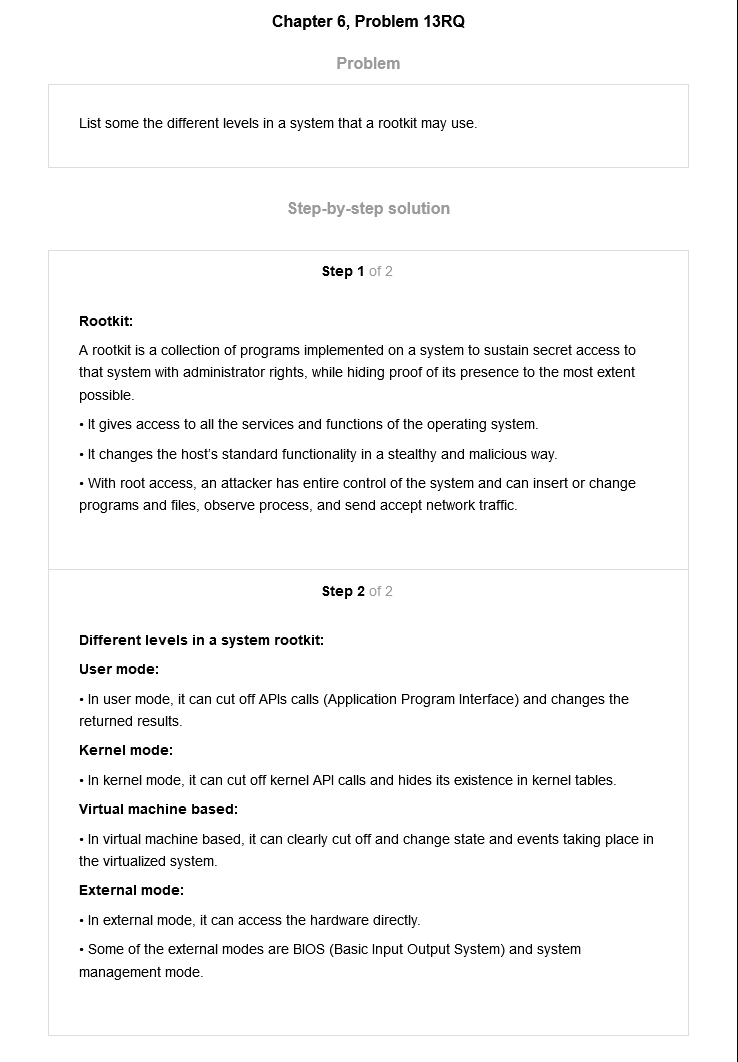 Chapter 6, Problem 13RQ
Problem
List some the different levels in a system that a rootkit may use.
Step-by-step solution
Step 1 of 2
Rootkit:
A rootkit is a collection of programs implemented on a system to sustain secret access to
that system with administrator rights, while hiding proof of its presence to the most extent
possible.
• It gives access to all the services and functions of the operating system.
• It changes the host's standard functionality in a stealthy and malicious way.
• With root access, an attacker has entire control of the system and can insert or change
programs and files, observe process, and send accept network traffic.
Step 2 of 2
Different levels in a system rootkit:
User mode:
• In user mode, it can cut off APIs calls (Application Program Interface) and changes the
returned results.
Kernel mode:
• In kernel mode, it can cut off kernel API calls and hides its existence in kernel tables.
Virtual machine based:
• In virtual machine based, it can clearly cut off and change state and events taking place in
the virtualized system.
External mode:
• In external mode, it can access the hardware directly.
• Some of the external modes are BIOS (Basic Input Output System) and system
management mode.